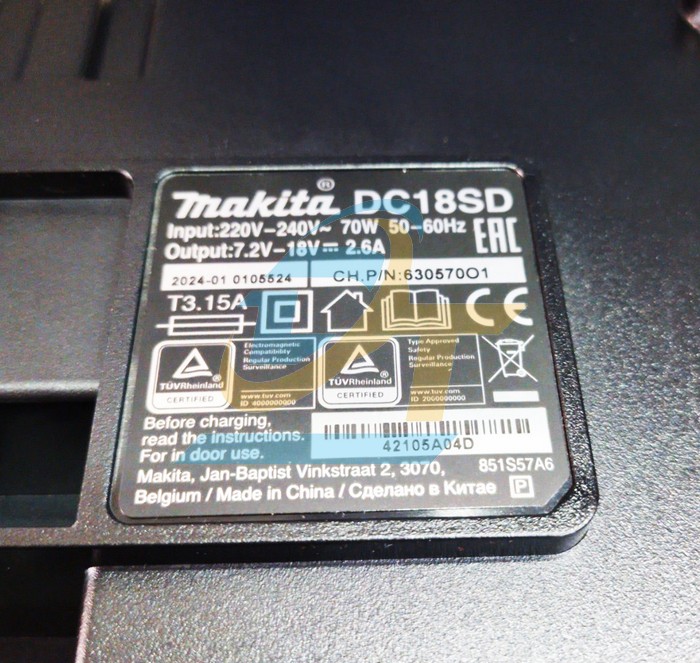 makita® DC18SD
Input:220V–240V~ 70W 50–60Hz
Output:7.2V–18V⎓ 2.6A
EAC
2024-01 0105524
CH.P/N:63057001
T3.15A
CE
TÜVRheinland
CERTIFIED
Electromagnetic
Compatibility
Regular Production
Surveillance
www.tuv.com
ID 4000000000
TÜVRheinland
CERTIFIED
Type Approved
Safety
Regular Production
Surveillance
www.tuv.com
ID 2000000000
Before charging,
read the instructions.
For in door use.
42105A04D
Makita, Jan-Baptist Vinkstraat 2, 3070,
851S57A6
Belgium / Made in China / Сделано в Китае P